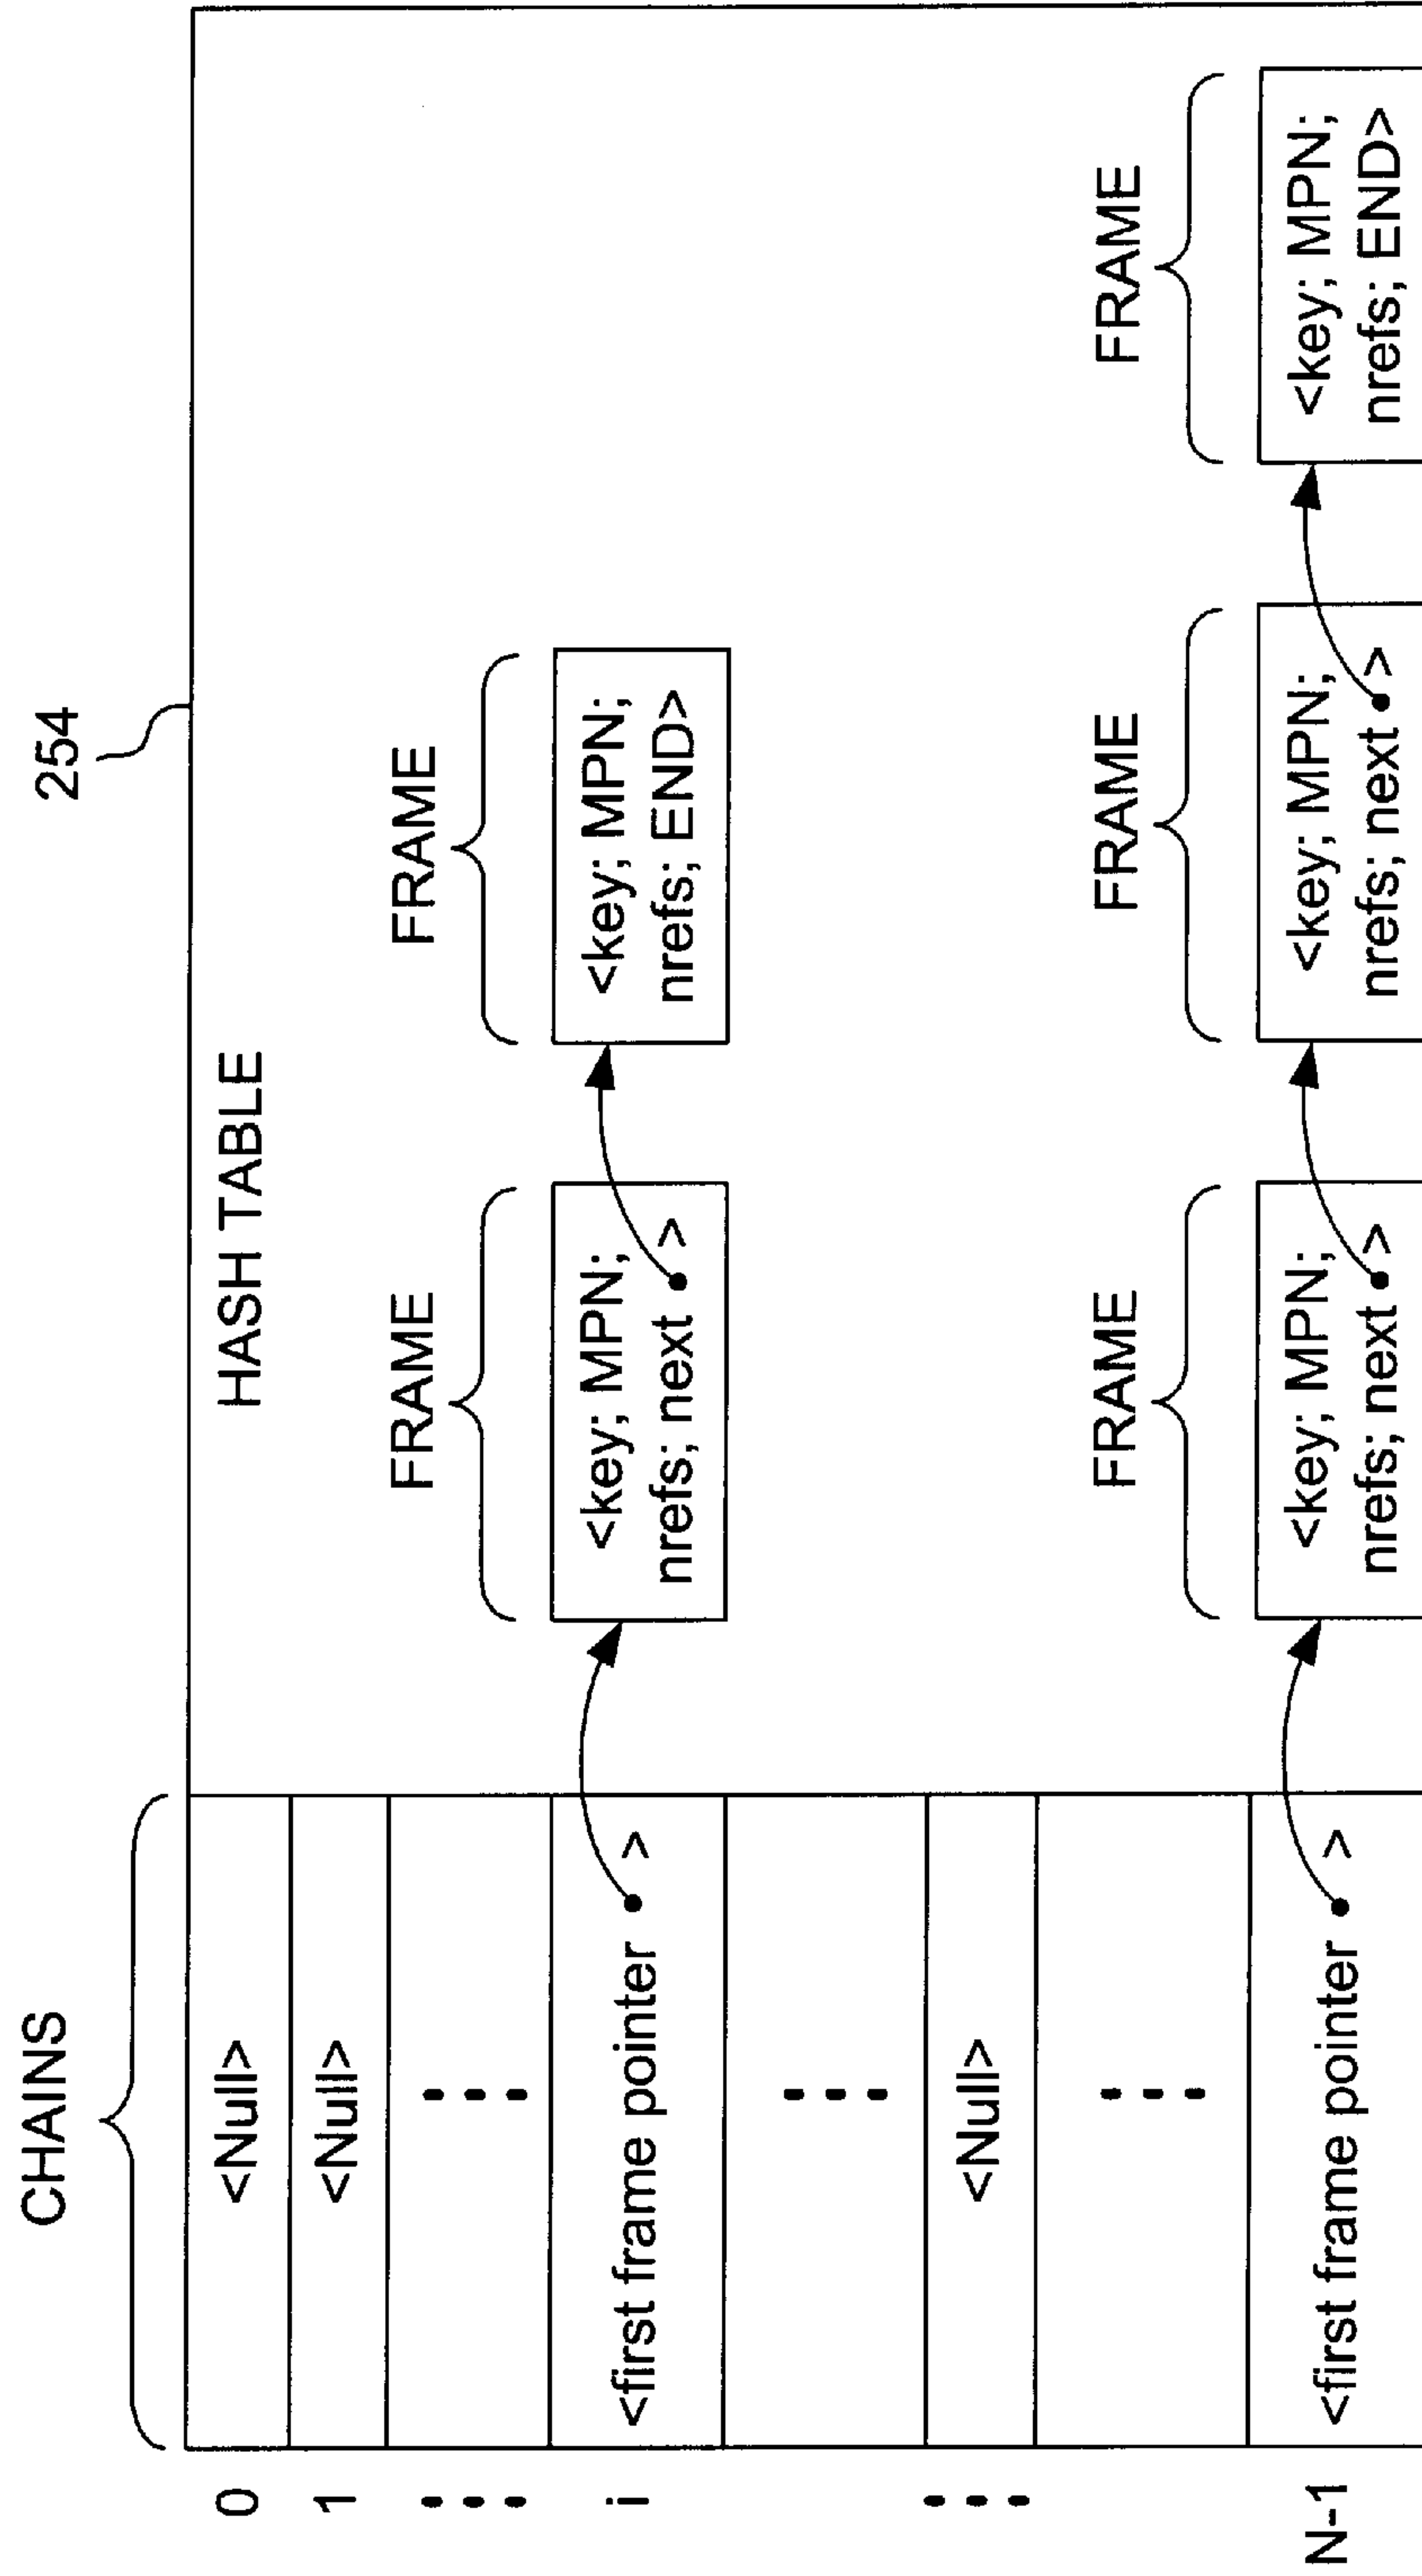 254
CHAINS
HASH TABLE
0
<Null>
1
<Null>
FRAME
FRAME
i
<first frame pointer >
<key; MPN;
nrefs; next >
<key; MPN;
nrefs; END>
<Null>
FRAME
FRAME
FRAME
N-1
<first frame pointer >
<key; MPN;
nrefs; next >
<key; MPN;
nrefs; next >
<key; MPN;
nrefs; END>